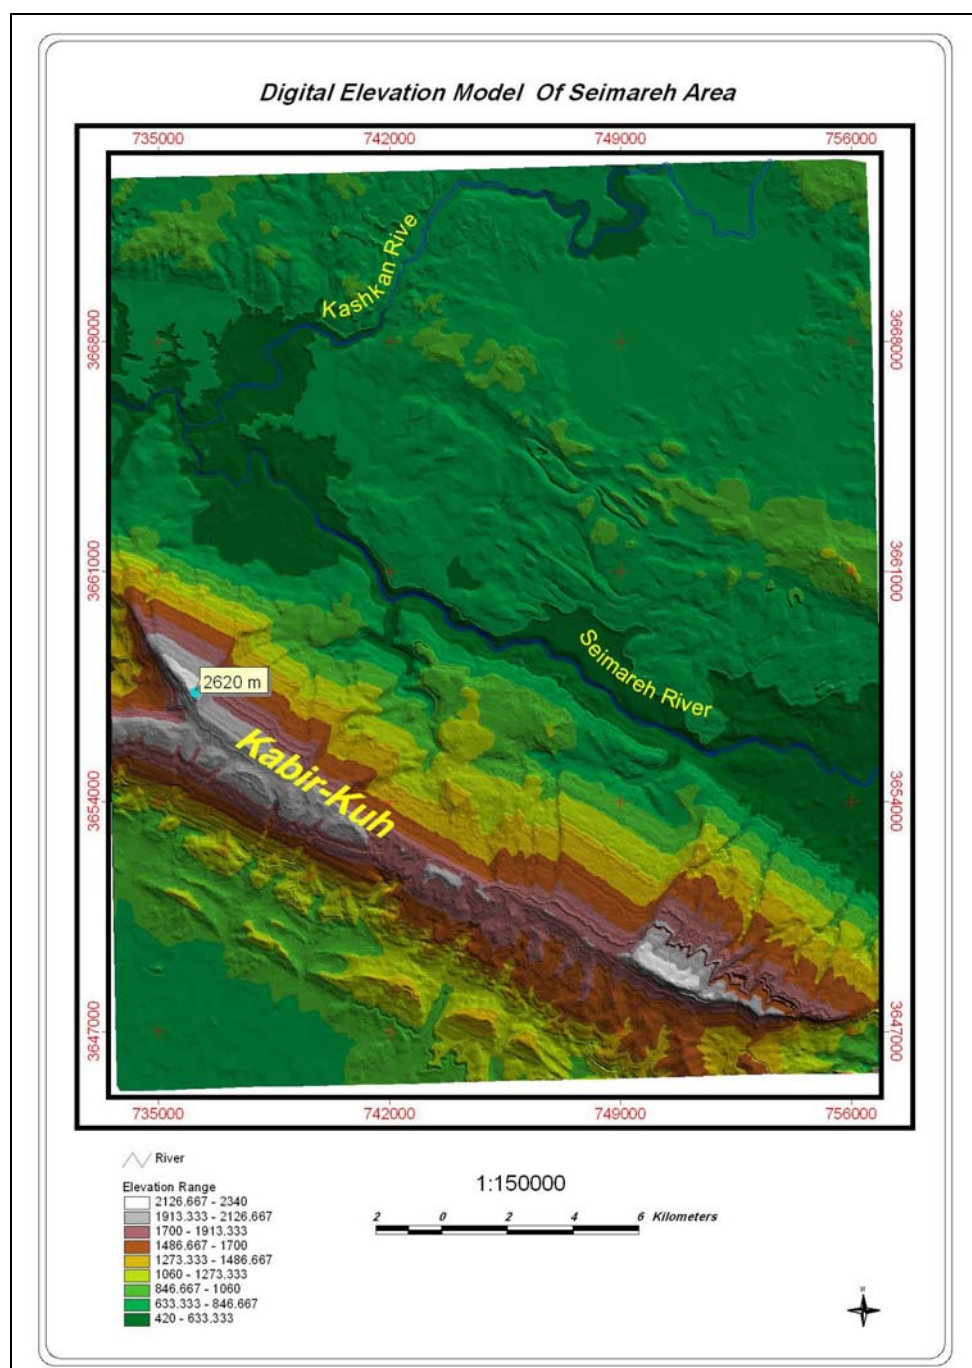 Digital Elevation Model Of Seimareh Area
735000 742000 749000 756000
Kashkan Rive
3668000 3668000
3661000 3661000
Seimareh River
2620 m
Kabir-Kuh
3654000 3654000
3647000 3647000
735000 742000 749000 756000
River
Elevation Range
2126.667 - 2340
1913.333 - 2126.667
1700 - 1913.333
1486.667 - 1700
1273.333 - 1486.667
1060 - 1273.333
846.667 - 1060
633.333 - 846.667
420 - 633.333
1:150000
2 0 2 4 6 Kilometers